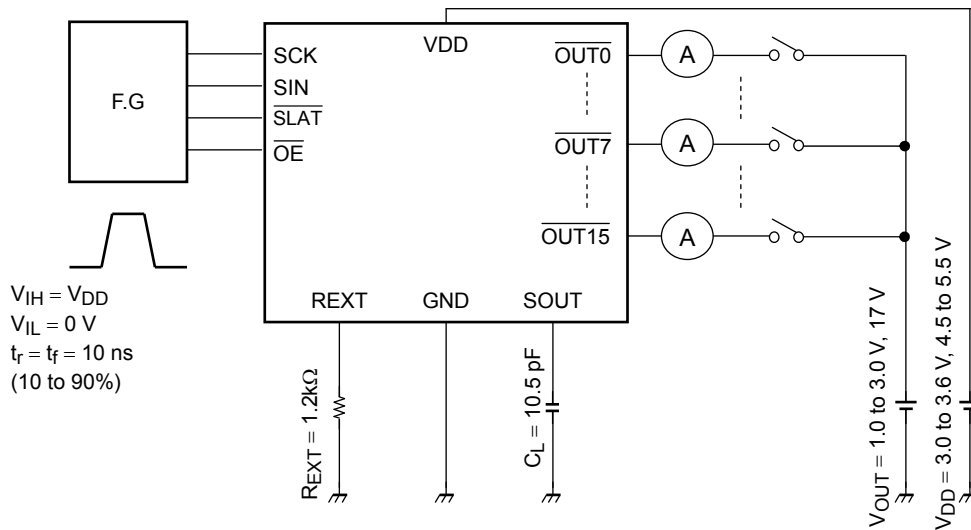 VDD
SCK
SIN
SLAT
OE
F.G
OUT0
OUT7
OUT15
A
A
A
REXT
GND
SOUT
VIH = VDD
VIL = 0 V
tr = tf = 10 ns
(10 to 90%)
REXT = 1.2kΩ
CL = 10.5 pF
VOUT = 1.0 to 3.0 V, 17 V
VDD = 3.0 to 3.6 V, 4.5 to 5.5 V